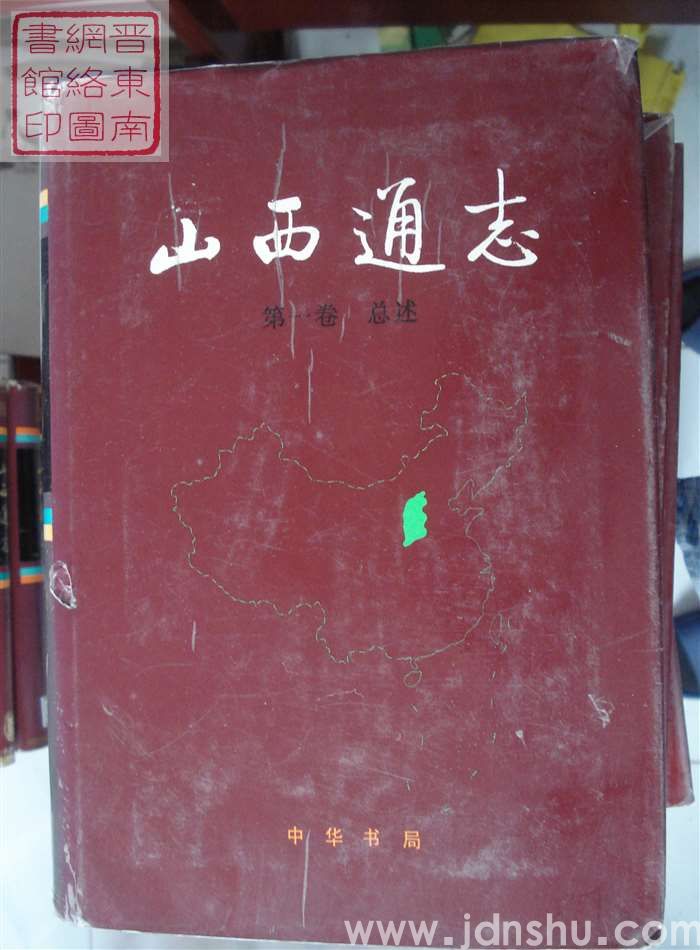 晋東南
網絡圖
書館印
山西通志
第一卷 总述
中华书局
www.jdnshu.com